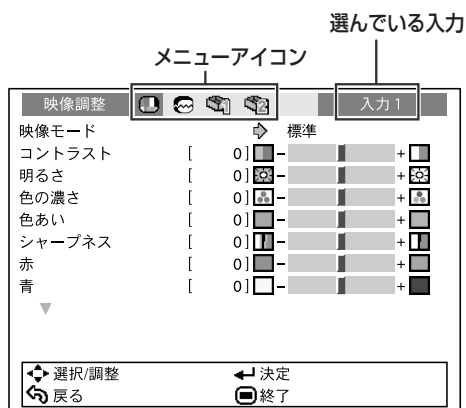 選んでいる入力
メニューアイコン
映像調整 1 2 入力 1
映像モード 標準
コントラスト [ 0] - +
明るさ [ 0] - +
色の濃さ [ 0] - +
色あい [ 0] - +
シャープネス [ 0] - +
赤 [ 0] - +
青 [ 0] - +
選択/調整 決定
戻る 終了